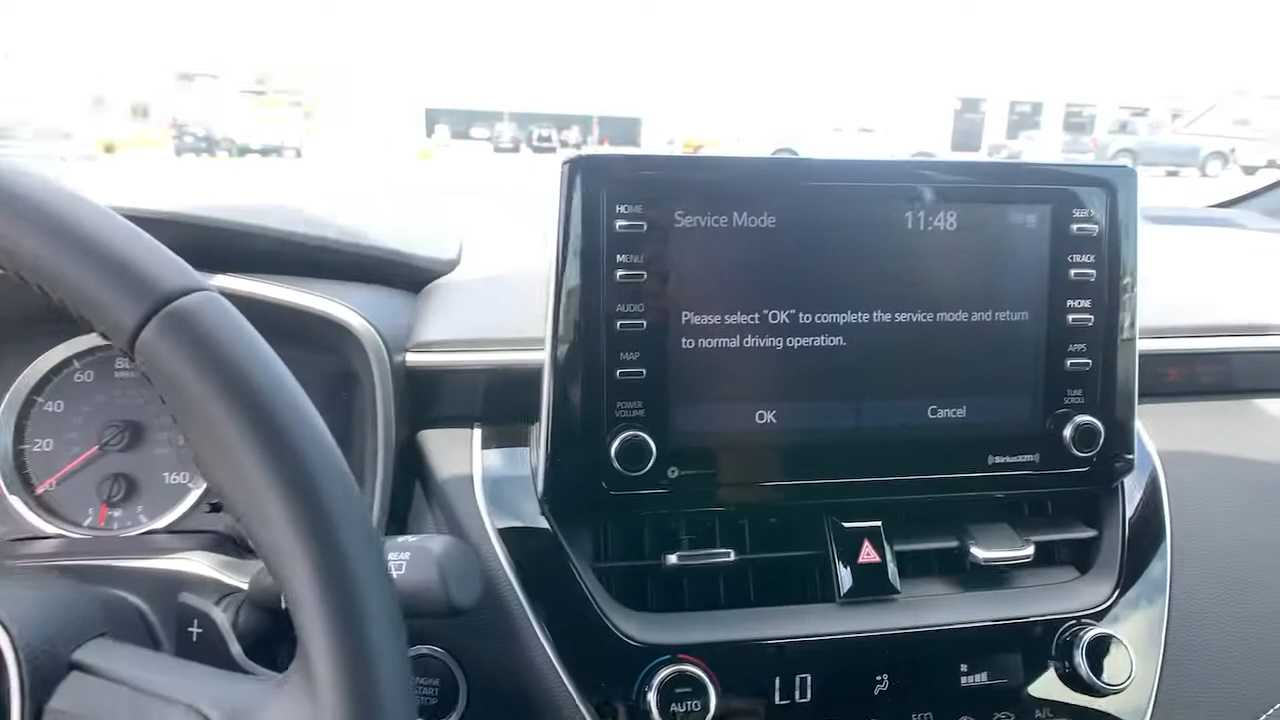 HOME
MENU
AUDIO
MAP
POWER
VOLUME
Service Mode
11:48
Please select "OK" to complete the service mode and return
to normal driving operation.
OK
Cancel
SEEK>
<TRACK
PHONE
APPS
TUNE
SCROLL
((SiriusXM))
80
60
40
20
160
REAR
+
ENGINE
START
STOP
AUTO
LO
ECO
A/C